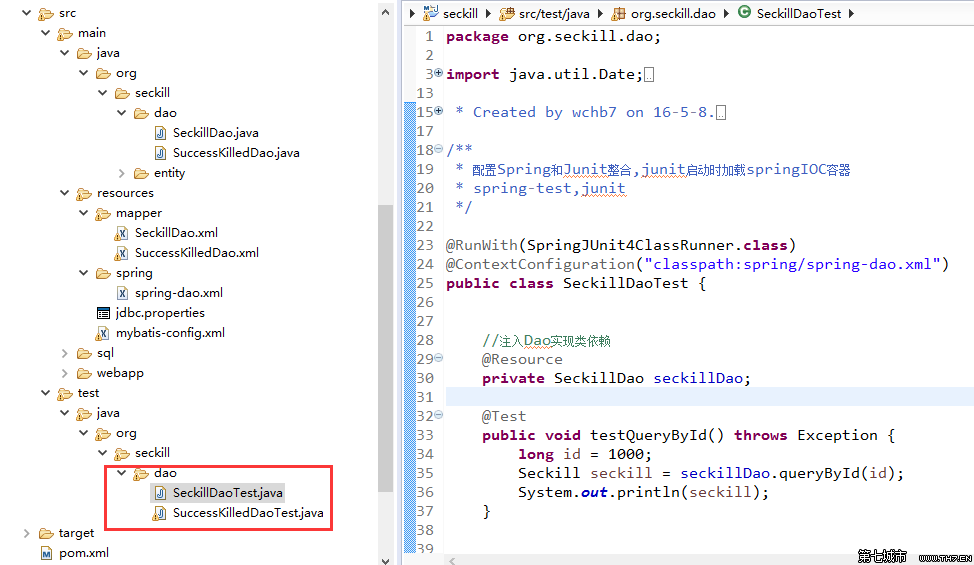 src
main
java
org
seckill
dao
SeckillDao.java
SuccessKilledDao.java
entity
resources
mapper
SeckillDao.xml
SuccessKilledDao.xml
spring
spring-dao.xml
jdbc.properties
mybatis-config.xml
sql
webapp
test
java
org
seckill
dao
SeckillDaoTest.java
SuccessKilledDaoTest.java
target
pom.xml
seckill src/test/java org.seckill.dao SeckillDaoTest
1 package org.seckill.dao;
2
3 import java.util.Date;
13
15 * Created by wchb7 on 16-5-8.
17
18 /**
19 * 配置Spring和Junit整合,junit启动时加载springIOC容器
20 * spring-test,junit
21 */
22
23 @RunWith(SpringJUnit4ClassRunner.class)
24 @ContextConfiguration("classpath:spring/spring-dao.xml")
25 public class SeckillDaoTest {
26
27
28 //注入Dao实现类依赖
29 @Resource
30 private SeckillDao seckillDao;
31
32 @Test
33 public void testQueryById() throws Exception {
34 long id = 1000;
35 Seckill seckill = seckillDao.queryById(id);
36 System.out.println(seckill);
37 }
38
39
第七城市 www.TH7.CN